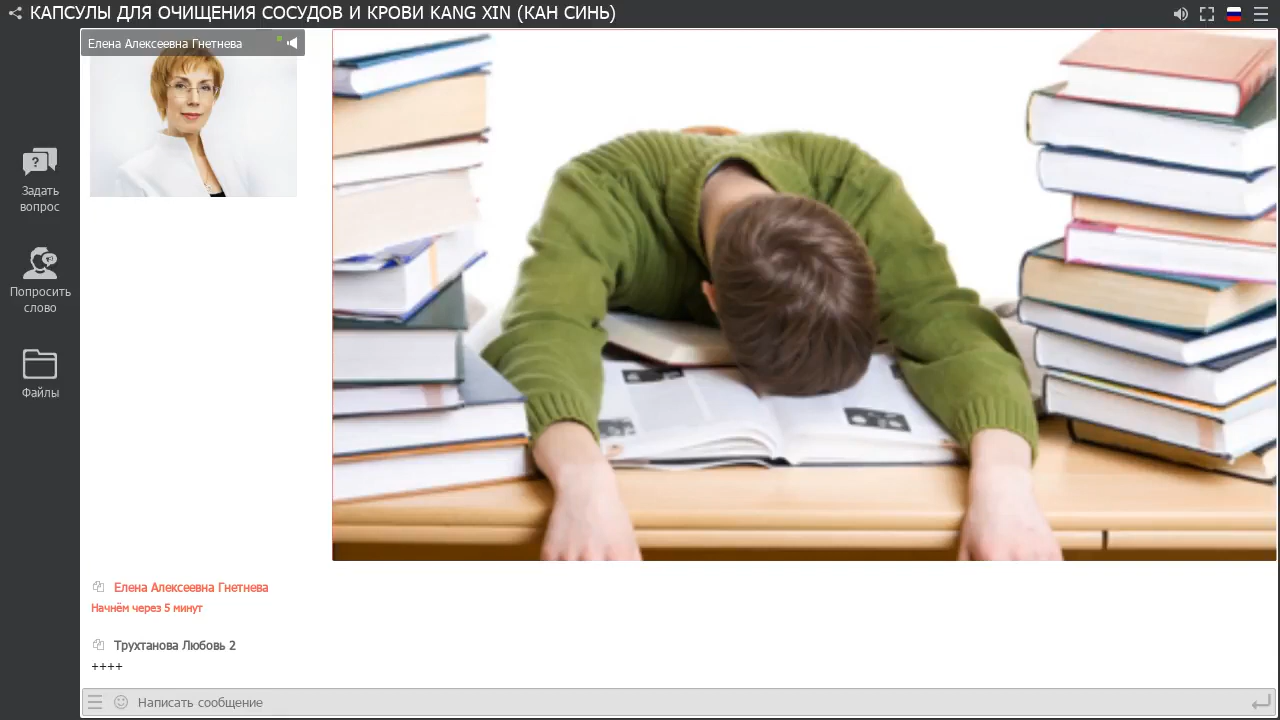 КАПСУЛЫ ДЛЯ ОЧИЩЕНИЯ СОСУДОВ И КРОВИ KANG XIN (КАН СИНЬ)
Елена Алексеевна Гнетнева
Задать
вопрос
Попросить
слово
Файлы
Елена Алексеевна Гнетнева
Начнём через 5 минут
Трухтанова Любовь 2
++++
Написать сообщение